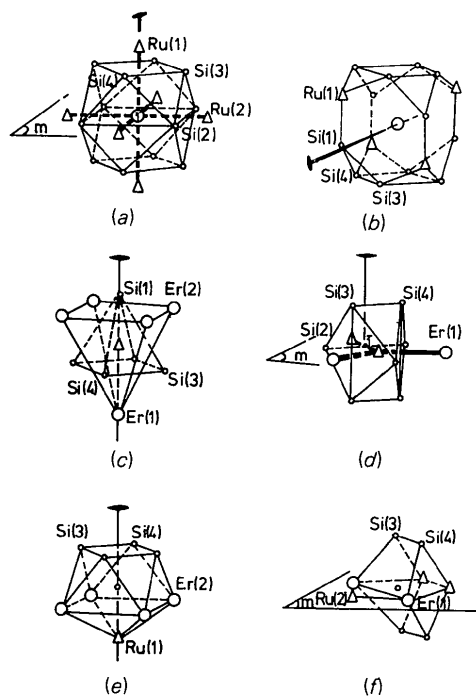 Ru(1)
Si(4)
Si(3)
Ru(2)
m
Si(2)
(a)
Ru(1)
Si(1)
Si(4)
Si(3)
(b)
Si(1)
Er(2)
Si(4)
Si(3)
Er(1)
(c)
Si(3)
Si(4)
Si(2)
Er(1)
m
(d)
Si(3)
Si(4)
Er(2)
Ru(1)
(e)
Si(3)
Si(4)
m
Ru(2)
Er(1)
(f)